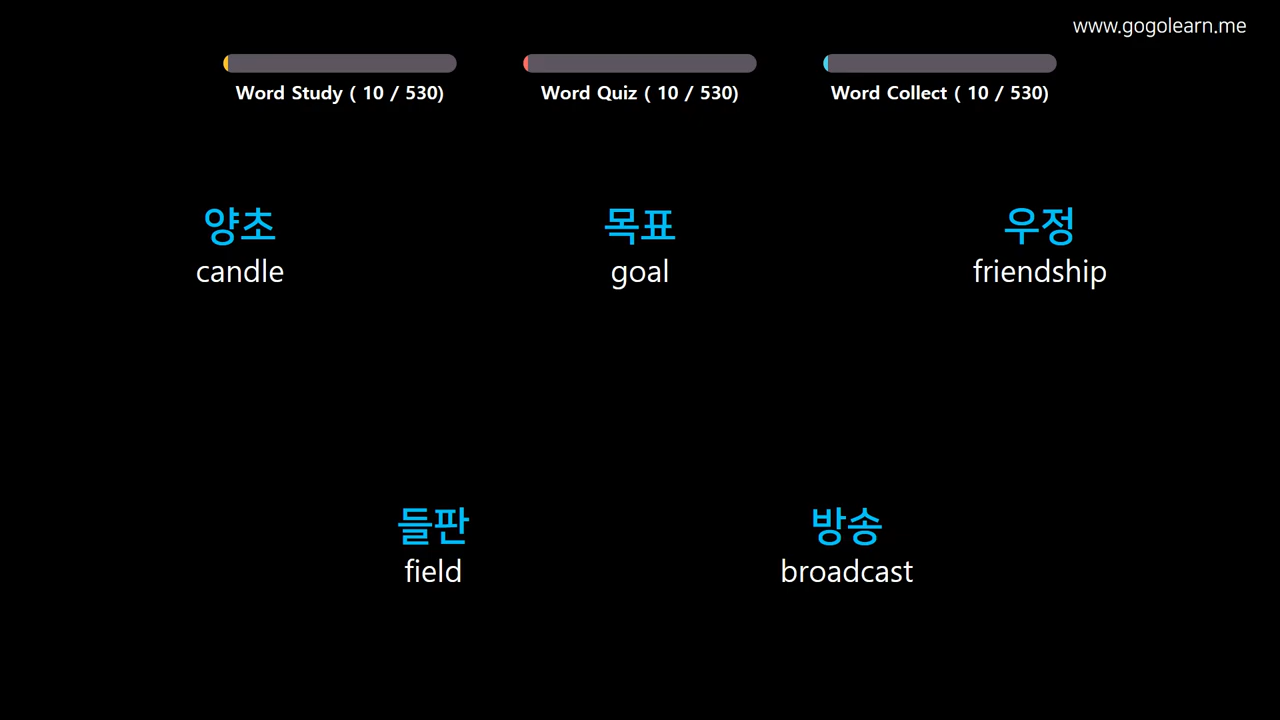 www.gogolearn.me
Word Study ( 10 / 530)
Word Quiz ( 10 / 530)
Word Collect ( 10 / 530)
양초
candle
목표
goal
우정
friendship
들판
field
방송
broadcast